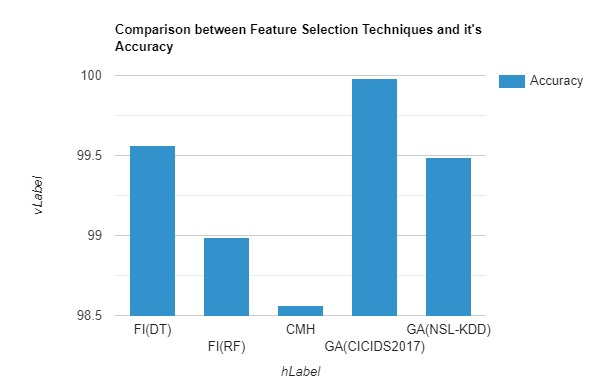 Comparison between Feature Selection Techniques and it's
Accuracy
Accuracy
100
99.5
99
98.5
vLabel
FI(DT)
FI(RF)
CMH
GA(CICIDS2017)
GA(NSL-KDD)
hLabel